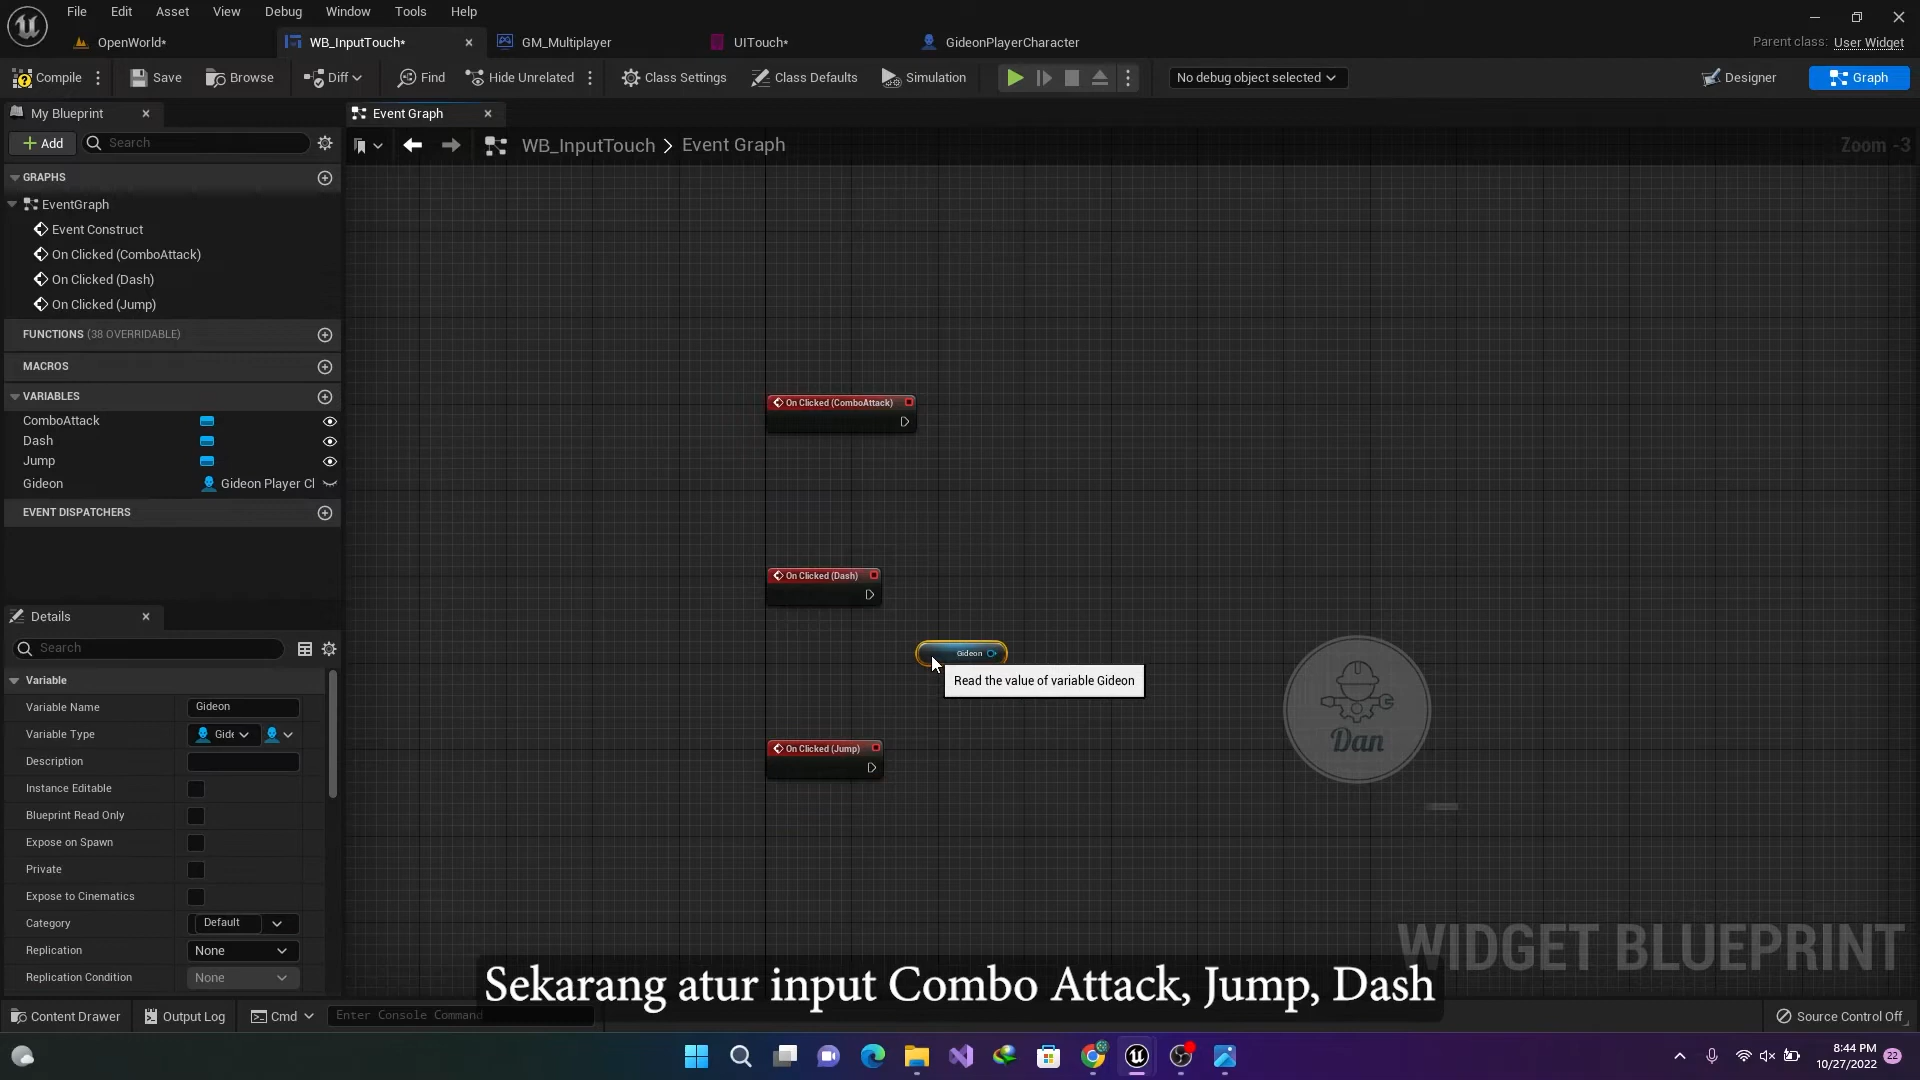 File Edit Asset View Debug Window Tools Help
OpenWorld* WB_InputTouch* GM_Multiplayer UITouch* GideonPlayerCharacter Parent class: User Widget
Compile Save Browse Diff Find Hide Unrelated Class Settings Class Defaults Simulation No debug object selected Designer Graph
My Blueprint Event Graph
Add Search WB_InputTouch > Event Graph Zoom -3
GRAPHS
EventGraph
Event Construct
On Clicked (ComboAttack)
On Clicked (Dash)
On Clicked (Jump)
FUNCTIONS (38 OVERRIDABLE)
MACROS
VARIABLES
ComboAttack
Dash
Jump
Gideon Gideon Player Cl
EVENT DISPATCHERS
On Clicked (ComboAttack)
On Clicked (Dash)
Gideon
Read the value of variable Gideon
On Clicked (Jump)
Dan
WIDGET BLUEPRINT
Details
Search
Variable
Variable Name Gideon
Variable Type Gide
Description
Instance Editable
Blueprint Read Only
Expose on Spawn
Private
Expose to Cinematics
Category Default
Replication None
Replication Condition None
Sekarang atur input Combo Attack, Jump, Dash
Content Drawer Output Log Cmd Enter Console Command Source Control Off
8:44 PM
10/27/2022 22